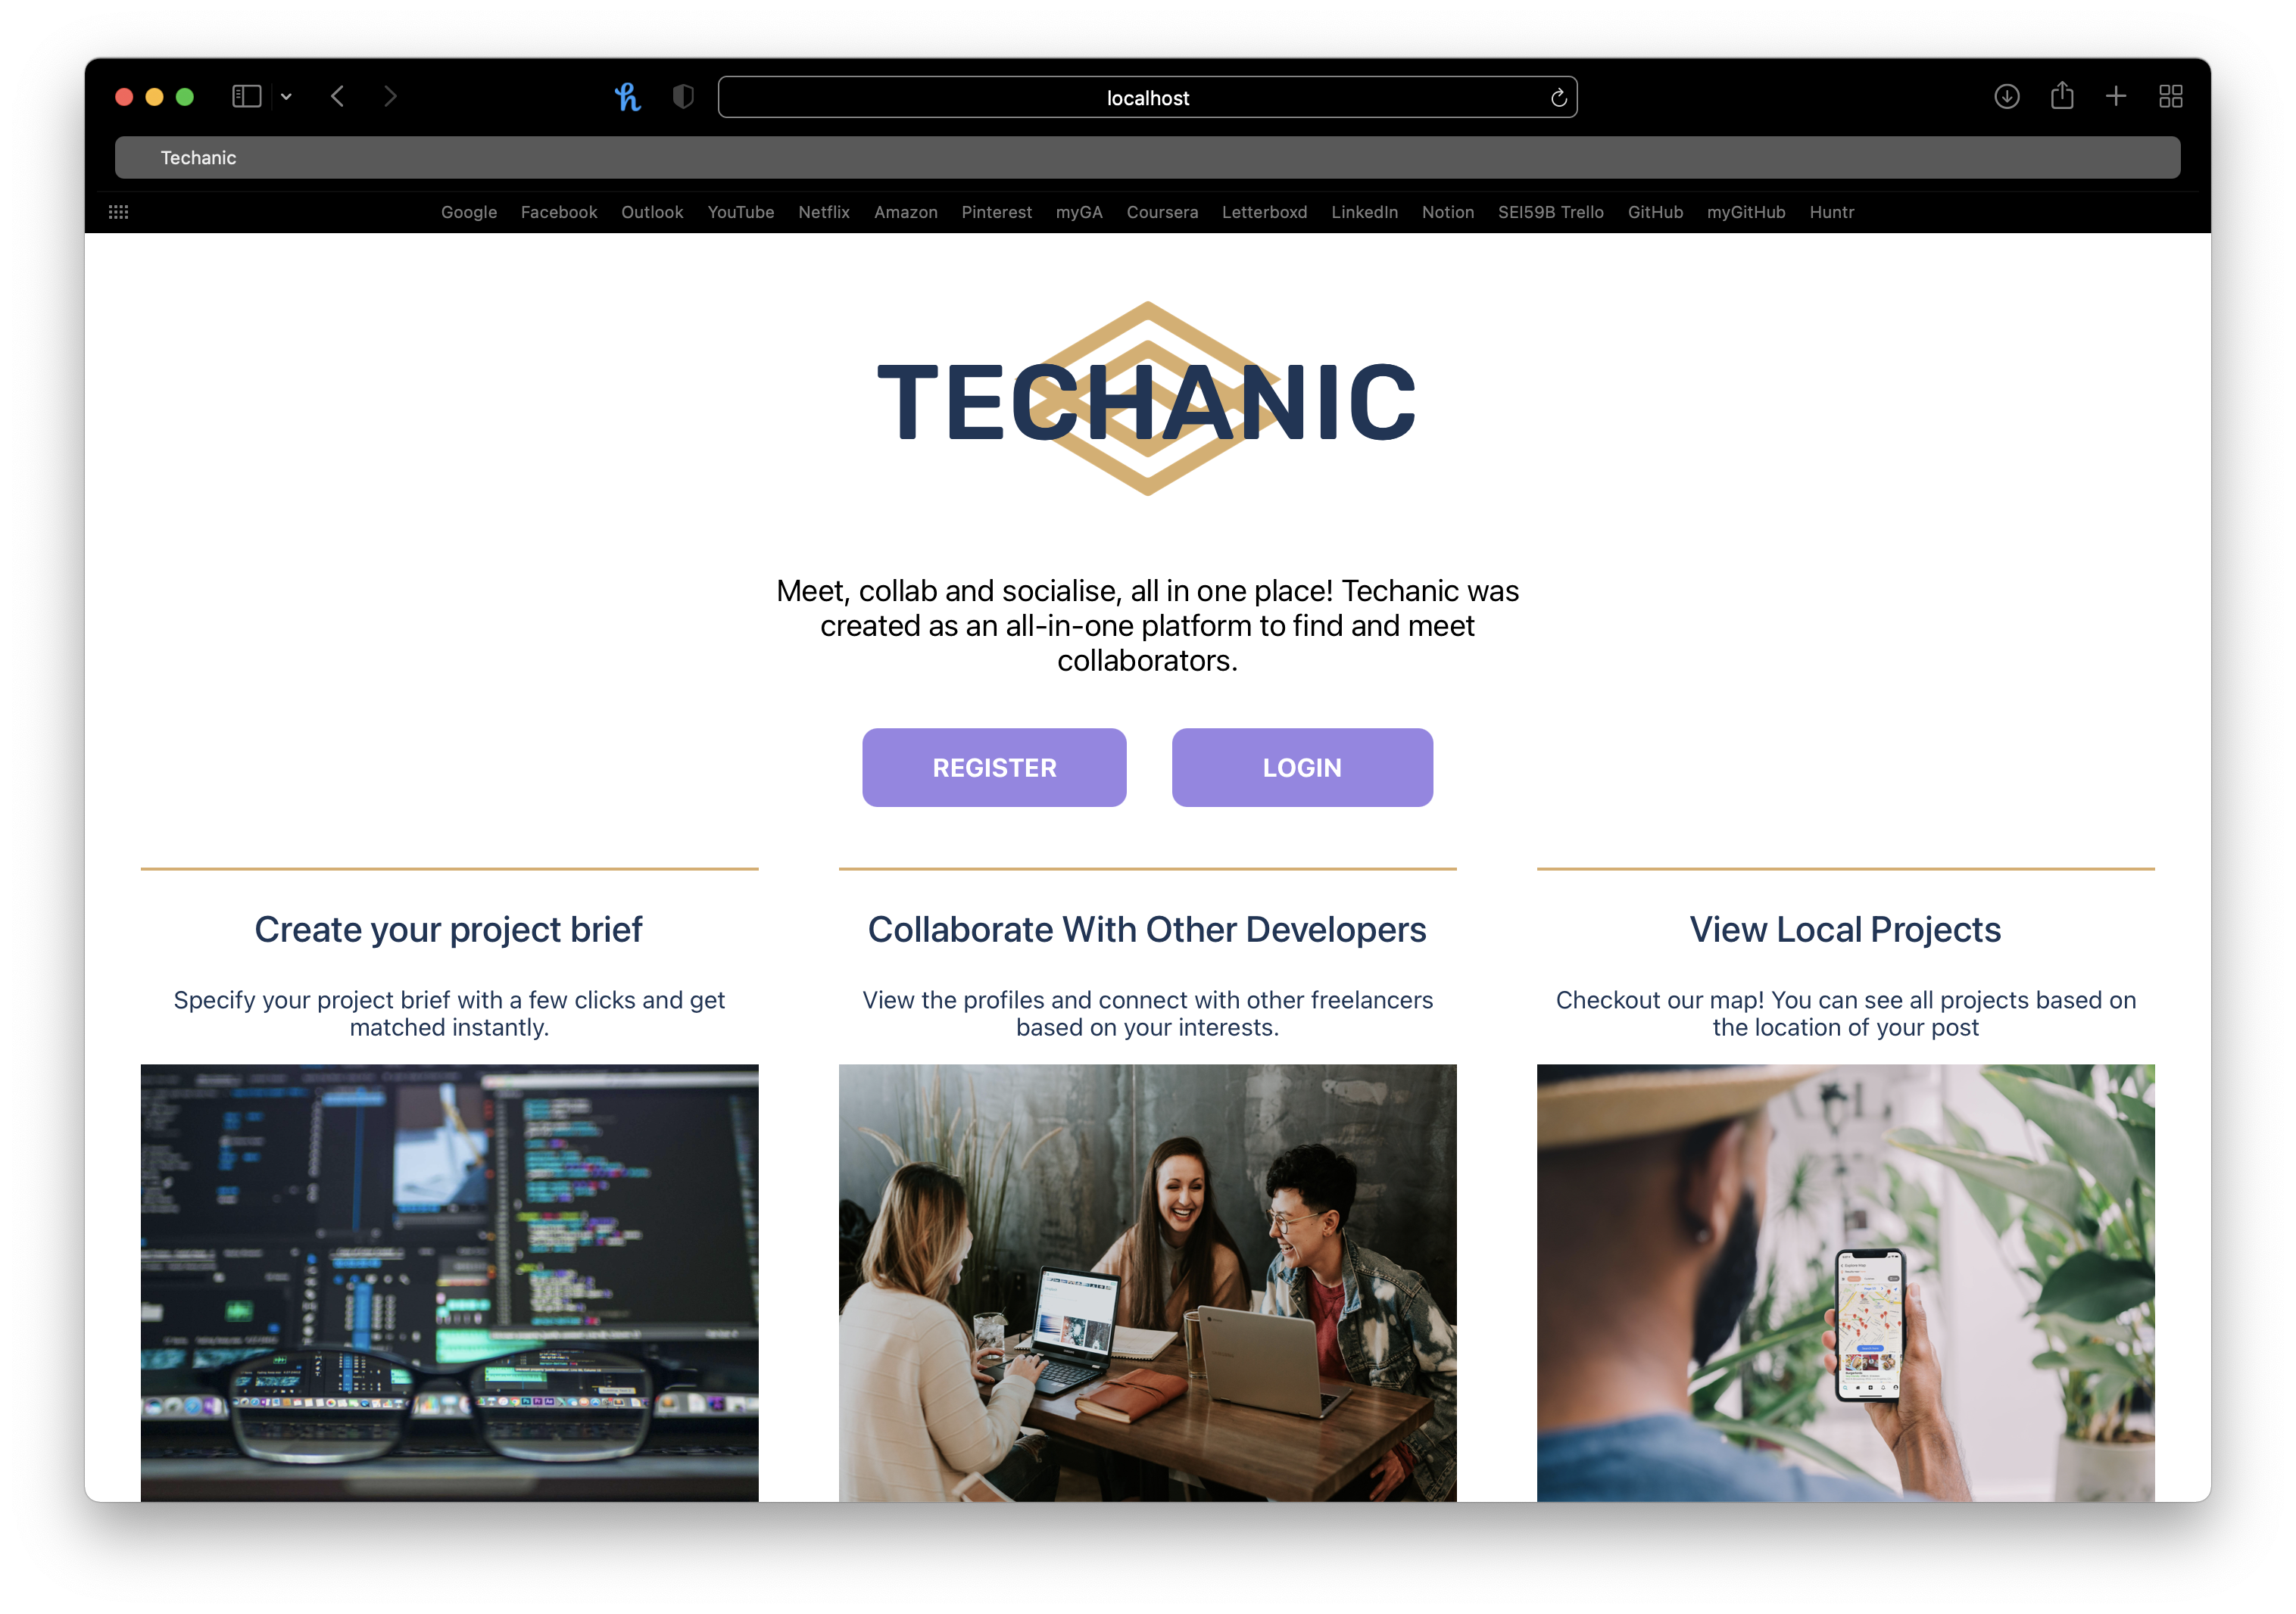 localhost
Techanic
Google Facebook Outlook YouTube Netflix Amazon Pinterest myGA Coursera Letterboxd LinkedIn Notion SEI59B Trello GitHub myGitHub Huntr
TECHANIC
Meet, collab and socialise, all in one place! Techanic was
created as an all-in-one platform to find and meet
collaborators.
REGISTER LOGIN
Create your project brief
Specify your project brief with a few clicks and get
matched instantly.
Collaborate With Other Developers
View the profiles and connect with other freelancers
based on your interests.
View Local Projects
Checkout our map! You can see all projects based on
the location of your post